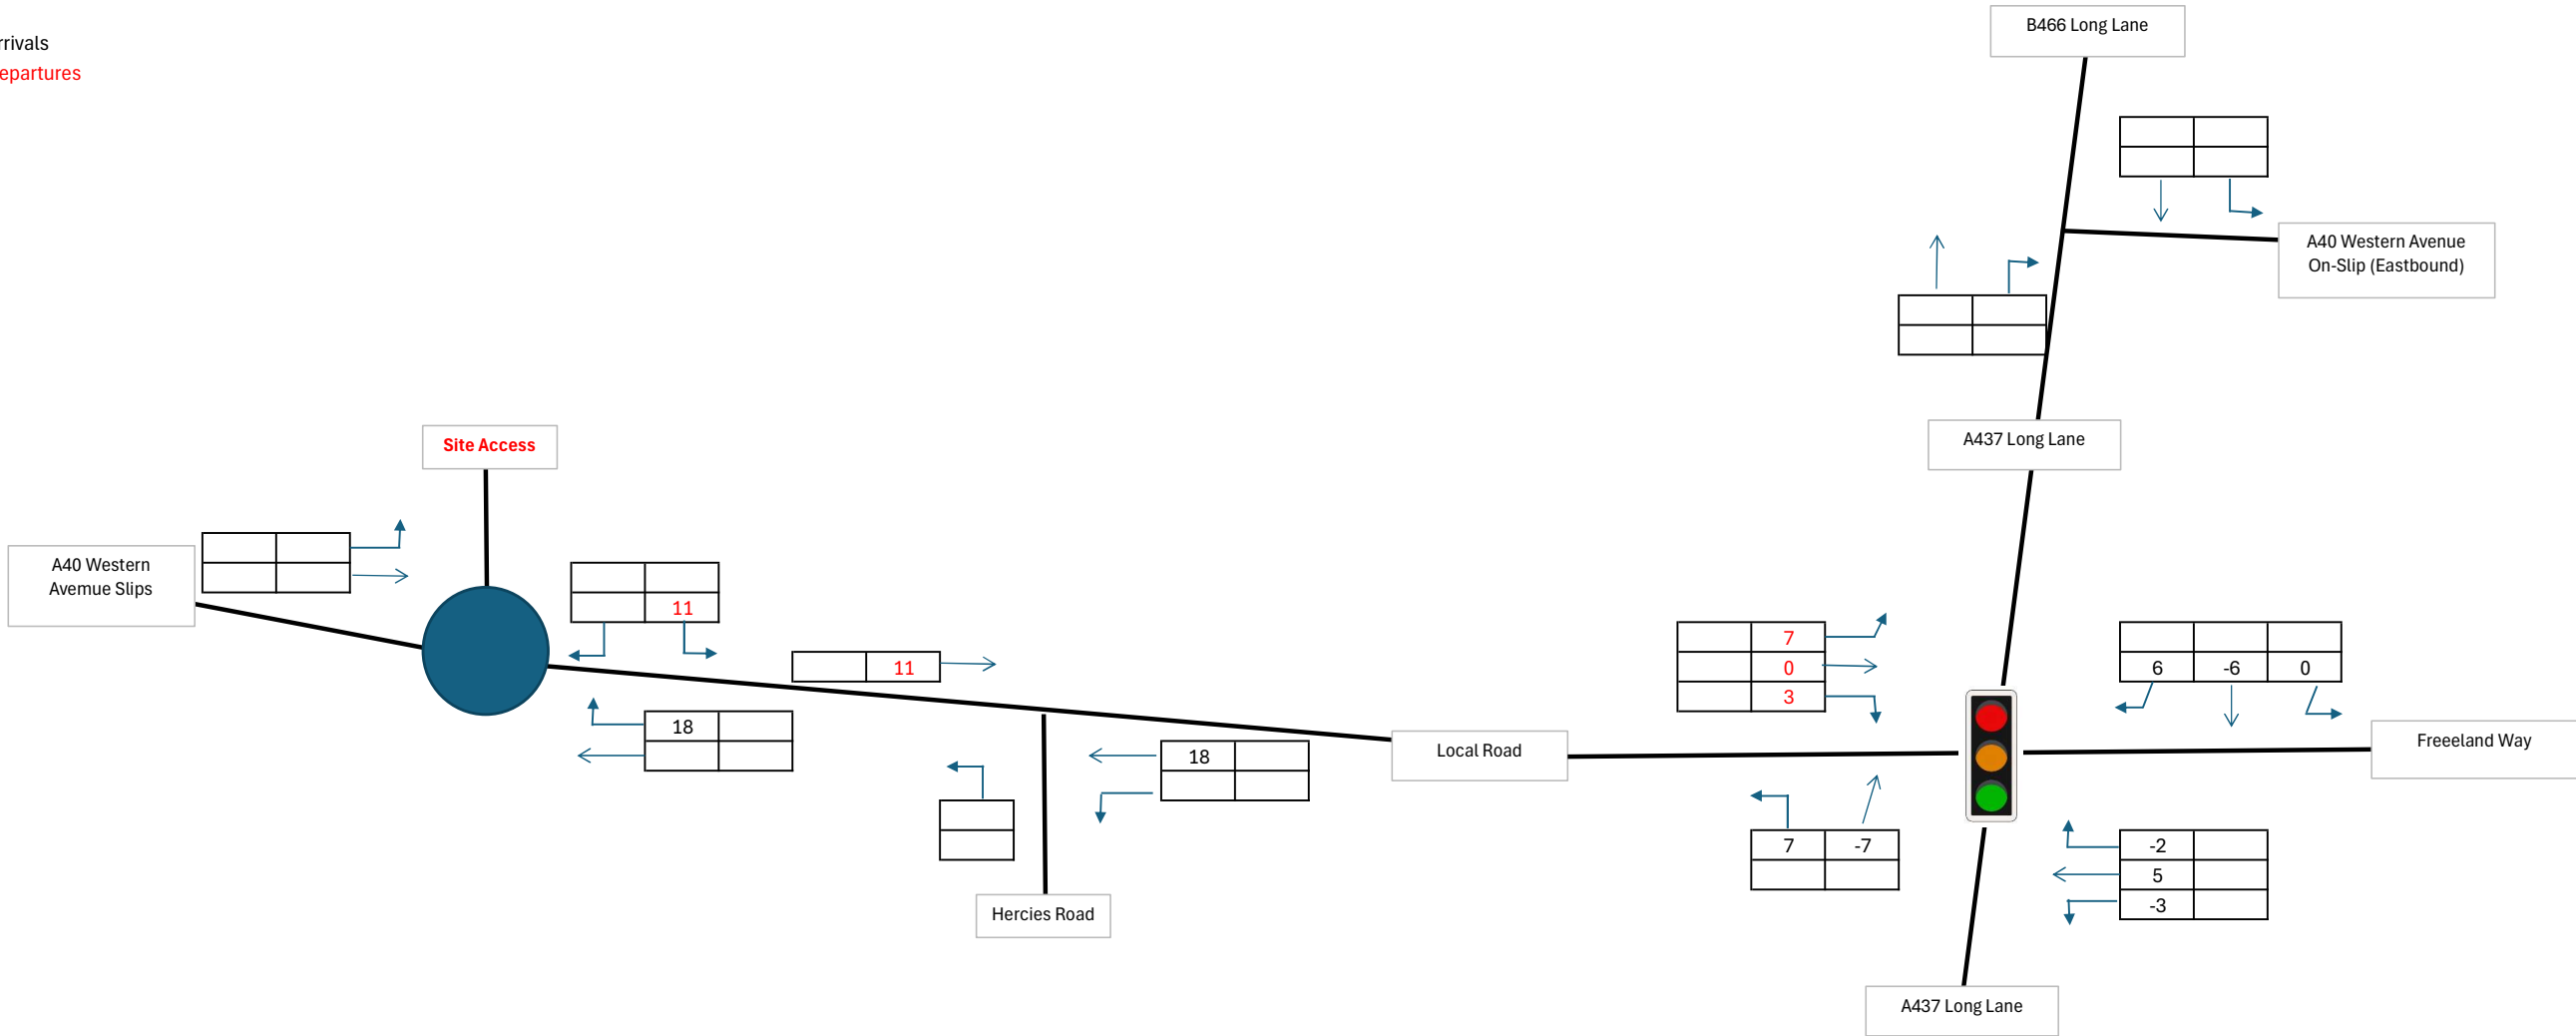 rrivals
epartures
B466 Long Lane
A40 Western Avenue
On-Slip (Eastbound)
A437 Long Lane
Site Access
A40 Western
Avemue Slips
11
11
18
18
Local Road
7
0
3
6 -6 0
Freeeland Way
7 -7
-2
5
-3
Hercies Road
A437 Long Lane